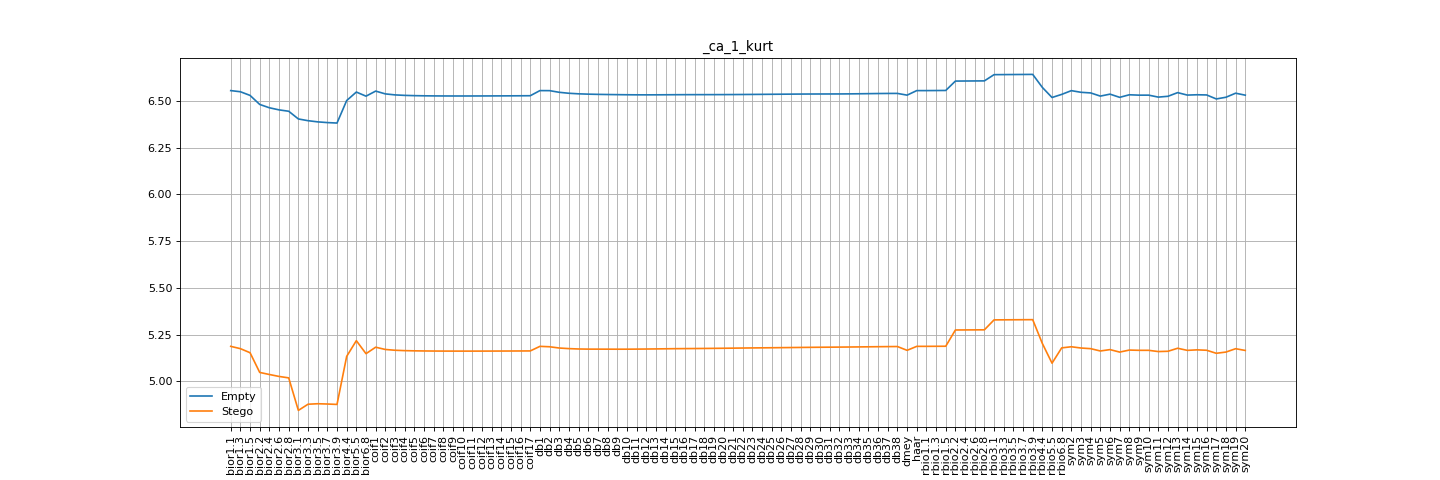 _ca_1_kurt
6.50
6.25
6.00
5.75
5.50
5.25
5.00
Empty
Stego
bior1.1
bior1.3
bior1.5
bior2.2
bior2.4
bior2.6
bior2.8
bior3.1
bior3.3
bior3.5
bior3.7
bior3.9
bior4.4
bior5.5
bior6.8
coif1
coif2
coif3
coif4
coif5
coif6
coif7
coif8
coif9
coif10
coif11
coif12
coif13
coif14
coif15
coif16
coif17
db1
db2
db3
db4
db5
db6
db7
db8
db9
db10
db11
db12
db13
db14
db15
db16
db17
db18
db19
db20
db21
db22
db23
db24
db25
db26
db27
db28
db29
db30
db31
db32
db33
db34
db35
db36
db37
db38
dmey
haar
rbio1.1
rbio1.3
rbio1.5
rbio2.2
rbio2.4
rbio2.6
rbio2.8
rbio3.1
rbio3.3
rbio3.5
rbio3.7
rbio3.9
rbio4.4
rbio5.5
rbio6.8
sym2
sym3
sym4
sym5
sym6
sym7
sym8
sym9
sym10
sym11
sym12
sym13
sym14
sym15
sym16
sym17
sym18
sym19
sym20